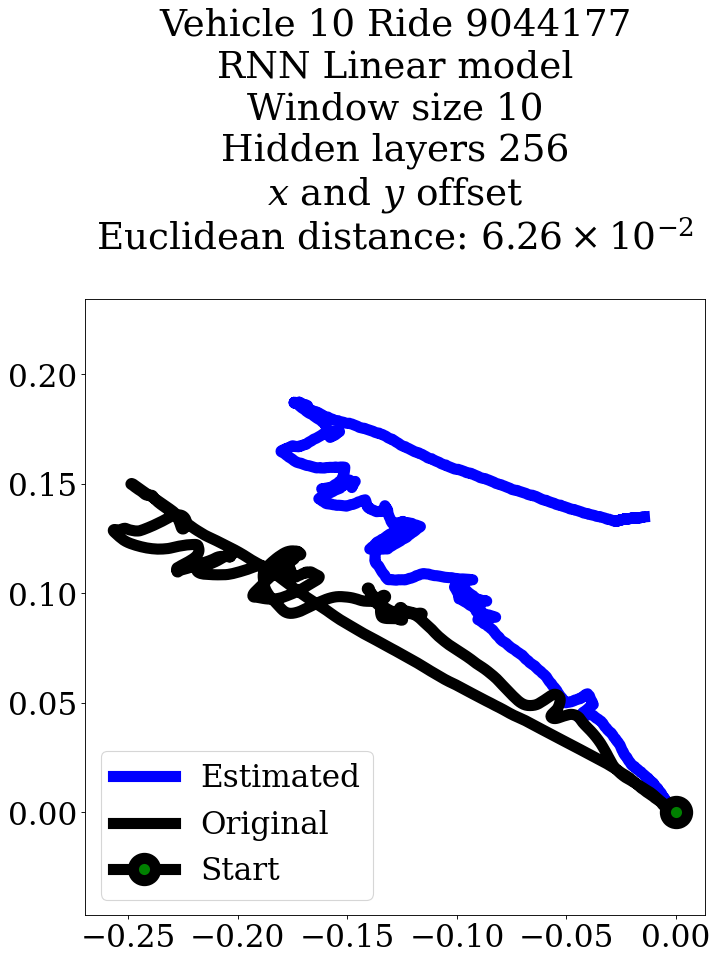 Vehicle 10 Ride 9044177
RNN Linear model
Window size 10
Hidden layers 256
x and y offset
Euclidean distance: 6.26 × 10⁻²
0.20
0.15
0.10
0.05
0.00
Estimated
Original
Start
−0.25 −0.20 −0.15 −0.10 −0.05 0.00